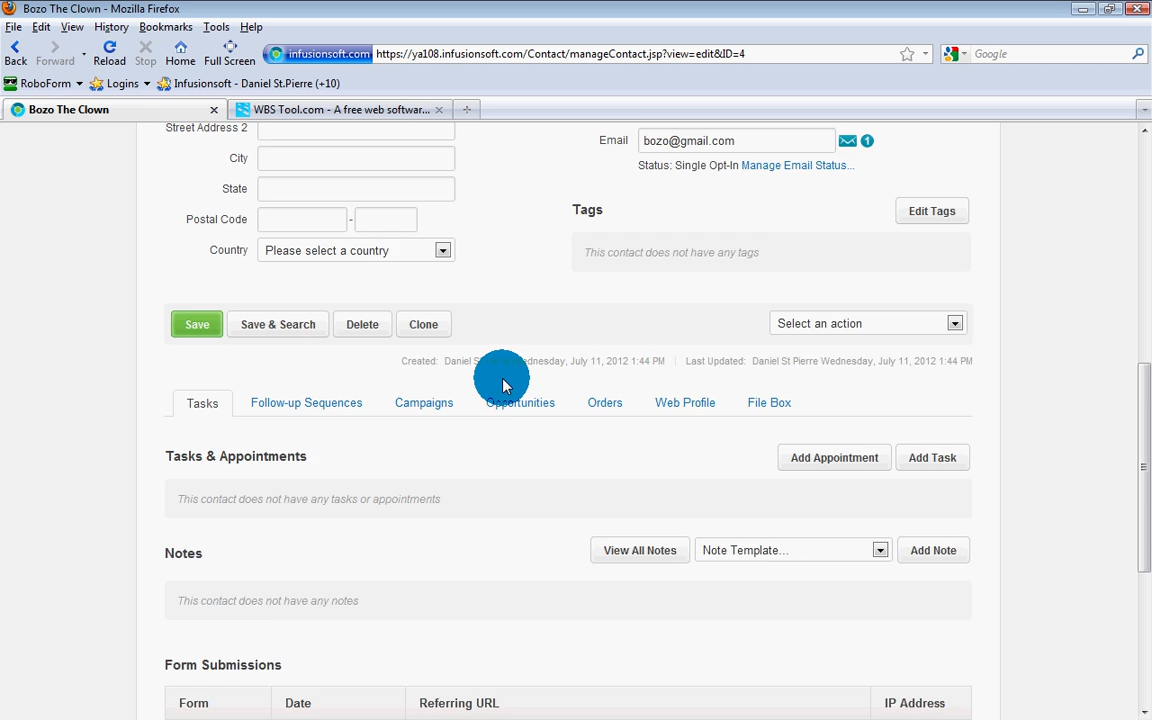 Bozo The Clown - Mozilla Firefox
File Edit View History Bookmarks Tools Help
Back Forward Reload Stop Home Full Screen infusionsoft.com https://ya108.infusionsoft.com/Contact/manageContact.jsp?view=edit&ID=4 Google
RoboForm Logins Infusionsoft - Daniel St.Pierre (+10)
Bozo The Clown WBS Tool.com - A free web softwar...
Street Address 2
Email bozo@gmail.com 1
City
Status: Single Opt-In Manage Email Status...
State
Tags Edit Tags
Postal Code -
Country Please select a country
This contact does not have any tags
Save Save & Search Delete Clone Select an action
Created: Daniel Wednesday, July 11, 2012 1:44 PM | Last Updated: Daniel St Pierre Wednesday, July 11, 2012 1:44 PM
Tasks Follow-up Sequences Campaigns Opportunities Orders Web Profile File Box
Tasks & Appointments Add Appointment Add Task
This contact does not have any tasks or appointments
Notes View All Notes Note Template... Add Note
This contact does not have any notes
Form Submissions
Form Date Referring URL IP Address